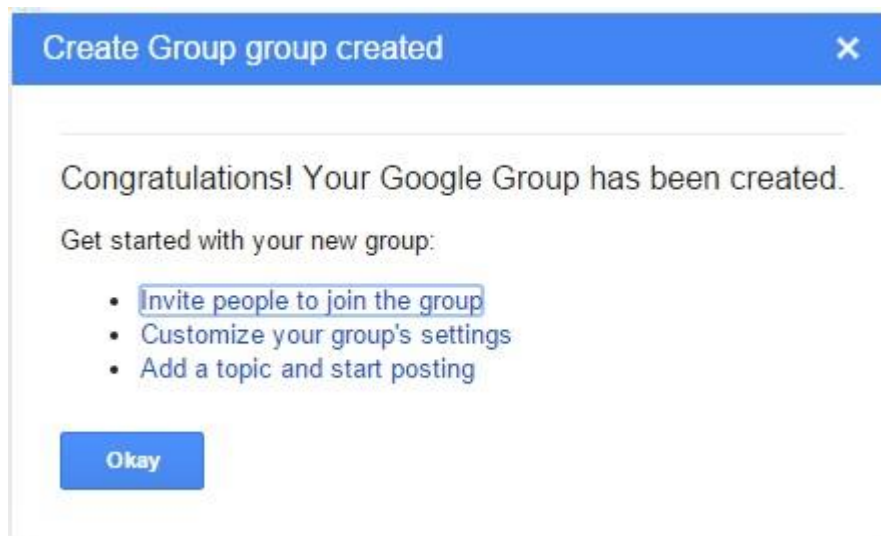 Create Group group created
Congratulations! Your Google Group has been created.
Get started with your new group:
Invite people to join the group
Customize your group's settings
Add a topic and start posting
Okay